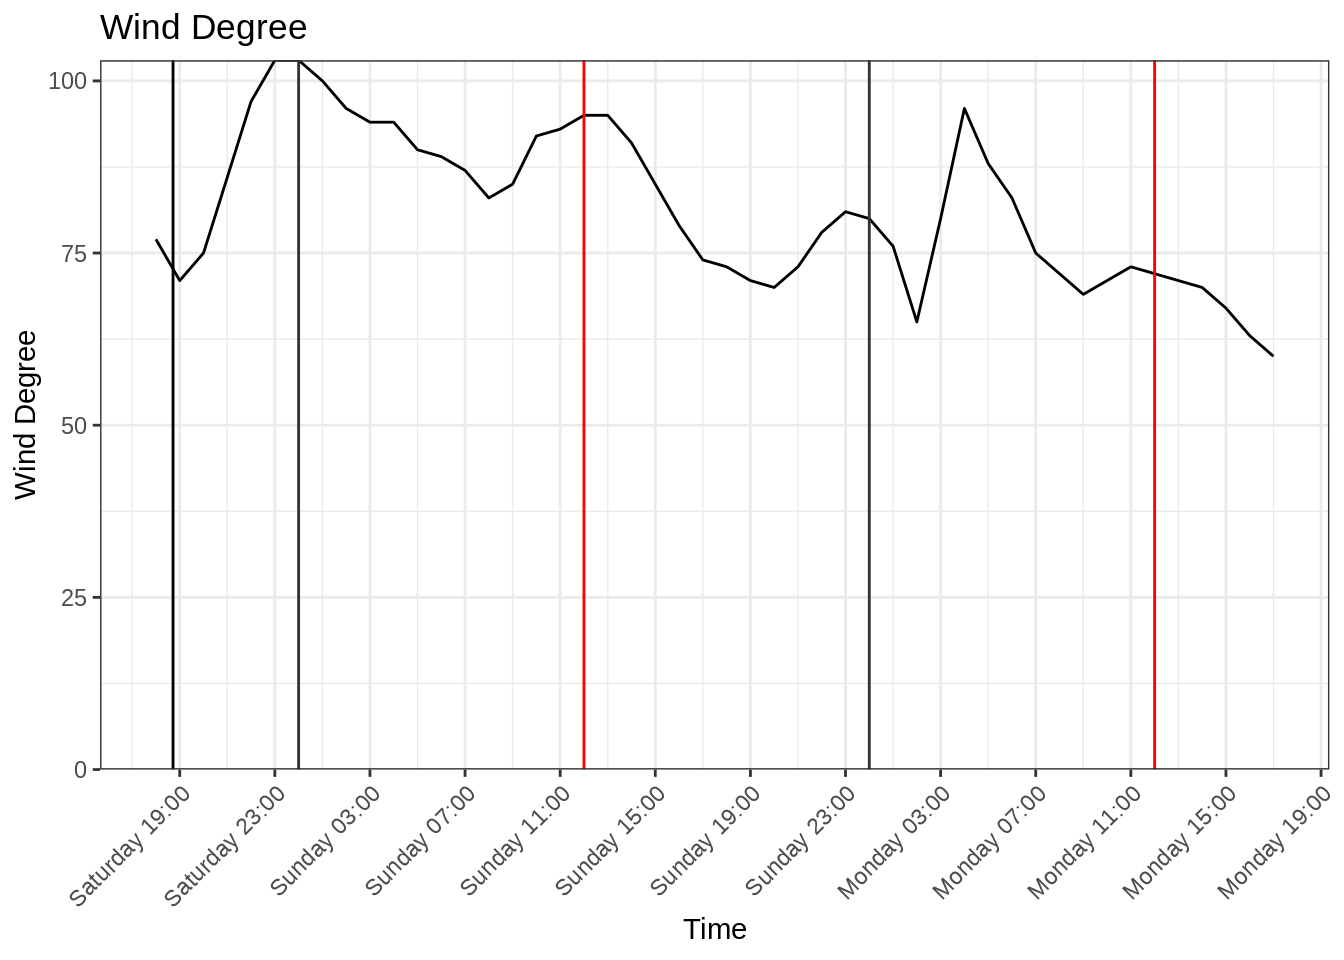 Wind Degree
Wind Degree
100
75
50
25
0
Saturday 19:00
Saturday 23:00
Sunday 03:00
Sunday 07:00
Sunday 11:00
Sunday 15:00
Sunday 19:00
Sunday 23:00
Monday 03:00
Monday 07:00
Monday 11:00
Monday 15:00
Monday 19:00
Time